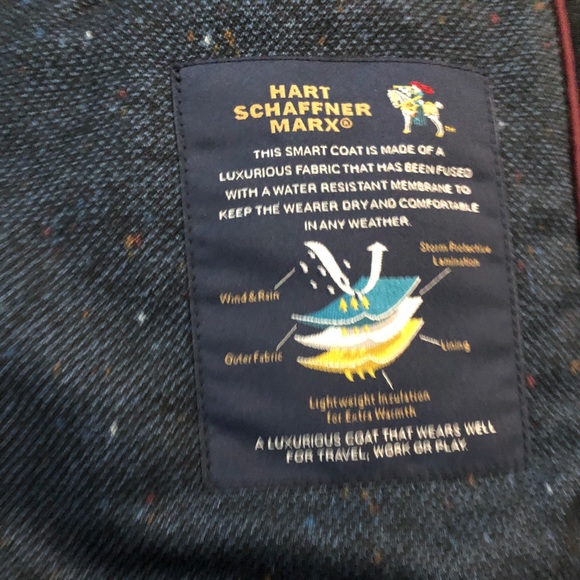 HART
SCHAFFNER
MARX®
THIS SMART COAT IS MADE OF A
LUXURIOUS FABRIC THAT HAS BEEN FUSED
WITH A WATER RESISTANT MEMBRANE TO
KEEP THE WEARER DRY AND COMFORTABLE
IN ANY WEATHER.
Storm Protective
Lamination
Wind & Rain
Outer Fabric
Lining
Lightweight Insulation
for Extra Warmth
A LUXURIOUS COAT THAT WEARS WELL
FOR TRAVEL, WORK OR PLAY.